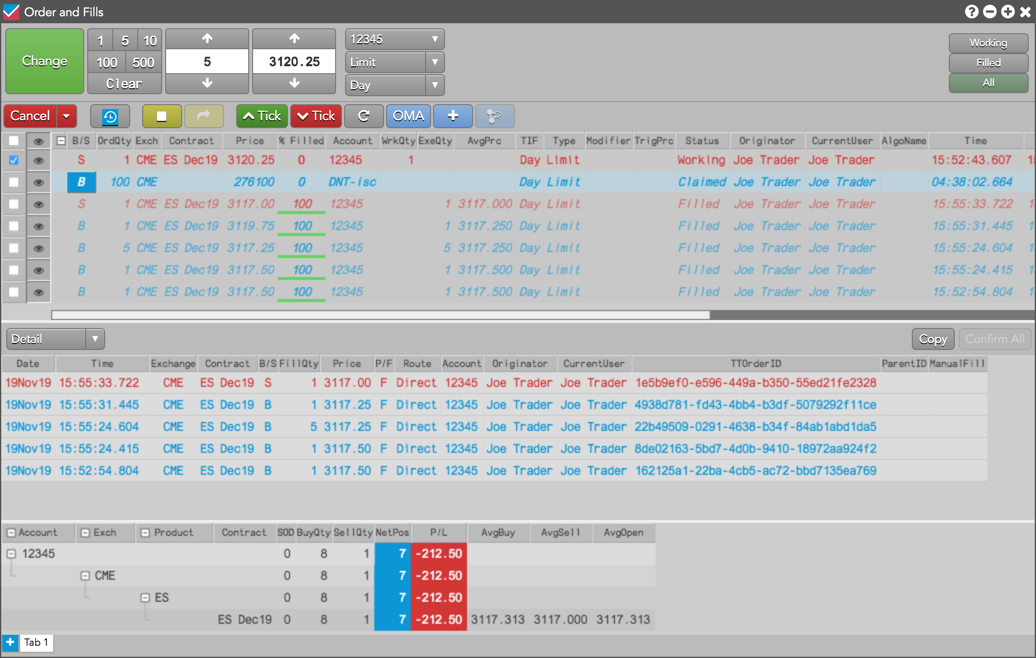 Order and Fills
1 5 10 12345
Change 100 500 5 3120.25 Limit
Clear Day
Working
Filled
All
Cancel Tick Tick C OMA +
B/S OrdQty Exch Contract Price % Filled Account WrkQty ExeQty AvgPrc TIF Type Modifier TrigPrc Status Originator CurrentUser AlgoName Time
S 1 CME ES Dec19 3120.25 0 12345 1 Day Limit Working Joe Trader Joe Trader 15:52:43.607
B 100 CME 276100 0 DNT-isc Day Limit Claimed Joe Trader Joe Trader 04:38:02.664
S 1 CME ES Dec19 3117.00 100 12345 1 3117.000 Day Limit Filled Joe Trader Joe Trader 15:55:33.722
B 1 CME ES Dec19 3119.75 100 12345 1 3117.250 Day Limit Filled Joe Trader Joe Trader 15:55:31.445
B 5 CME ES Dec19 3117.25 100 12345 5 3117.250 Day Limit Filled Joe Trader Joe Trader 15:55:24.604
B 1 CME ES Dec19 3117.50 100 12345 1 3117.500 Day Limit Filled Joe Trader Joe Trader 15:55:24.415
B 1 CME ES Dec19 3117.50 100 12345 1 3117.500 Day Limit Filled Joe Trader Joe Trader 15:52:54.804
Detail Copy Confirm All
Date Time Exchange Contract B/S FillQty Price P/F Route Account Originator CurrentUser TTOrderID ParentID ManualFill
19Nov19 15:55:33.722 CME ES Dec19 S 1 3117.00 F Direct 12345 Joe Trader Joe Trader 1e5b9ef0-e596-449a-b350-55ed21fe2328
19Nov19 15:55:31.445 CME ES Dec19 B 1 3117.25 F Direct 12345 Joe Trader Joe Trader 4938d781-fd43-4bb4-b3df-5079292f11ce
19Nov19 15:55:24.604 CME ES Dec19 B 5 3117.25 F Direct 12345 Joe Trader Joe Trader 22b49509-0291-4638-b34f-84ab1abd1da5
19Nov19 15:55:24.415 CME ES Dec19 B 1 3117.50 F Direct 12345 Joe Trader Joe Trader 8de02163-5bd7-4d0b-9410-18972aa924f2
19Nov19 15:52:54.804 CME ES Dec19 B 1 3117.50 F Direct 12345 Joe Trader Joe Trader 162125a1-22ba-4cb5-ac72-bbd7135ea769
Account Exch Product Contract SOD BuyQty SellQty NetPos P/L AvgBuy AvgSell AvgOpen
12345 0 8 1 7 -212.50
CME 0 8 1 7 -212.50
ES 0 8 1 7 -212.50
ES Dec19 0 8 1 7 -212.50 3117.313 3117.000 3117.313
+ Tab 1